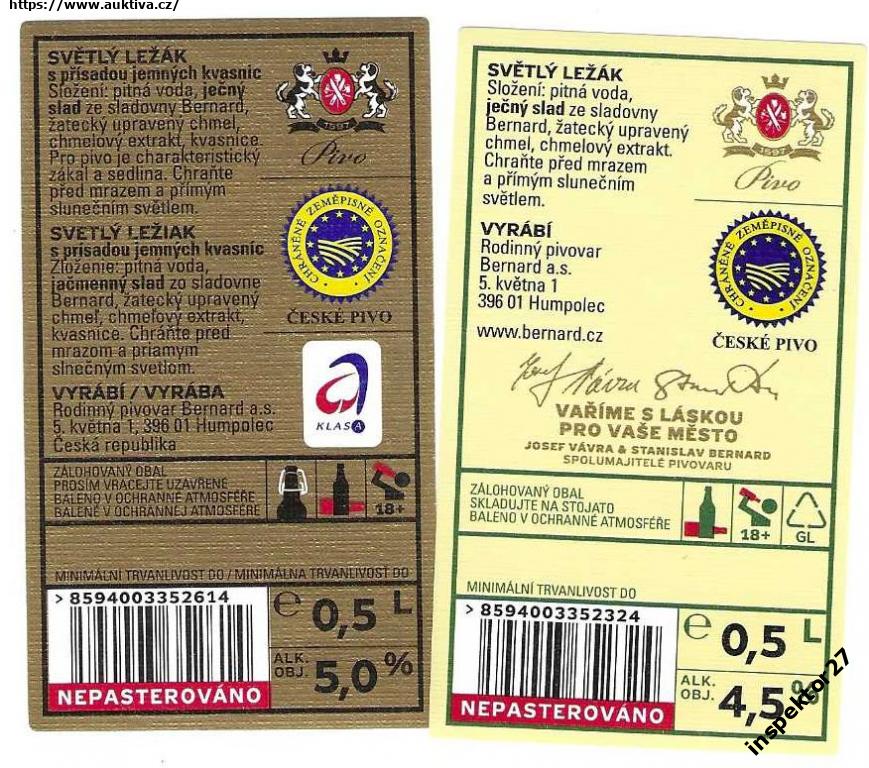 https://www.auktiva.cz/
SVĚTLÝ LEŽÁK
s přísadou jemných kvasnic
Složení: pitná voda, ječný
slad ze sladovny Bernard,
žatecký upravený chmel,
chmelový extrakt, kvasnice.
Pro pivo je charakteristický
zákal a sedlina. Chraňte
před mrazem a přímým
slunečním světlem.
SVETLÝ LEŽIAK
s prísadou jemných kvasníc
Zloženie: pitná voda,
jačmenný slad zo sladovne
Bernard, žatecký upravený
chmeľ, chmeľový extrakt,
kvasnice. Chráňte pred
mrazom a priamym
slnečným svetlom.
VYRÁBÍ / VYRÁBA
Rodinný pivovar Bernard a.s.
5. května 1, 396 01 Humpolec
Česká republika
1597
Pivo
CHRÁNĚNÉ ZEMĚPISNÉ OZNAČENÍ
ČESKÉ PIVO
KLASA
ZÁLOHOVANÝ OBAL
PROSÍM VRACEJTE UZAVŘENÉ
BALENO V OCHRANNÉ ATMOSFÉŘE
BALENÉ V OCHRANNEJ ATMOSFÉRE
18+
MINIMÁLNÍ TRVANLIVOST DO / MINIMÁLNA TRVANLIVOSŤ DO
> 8594003352614
NEPASTEROVÁNO
e 0,5 L
ALK.
OBJ. 5,0%
SVĚTLÝ LEŽÁK
Složení: pitná voda,
ječný slad ze sladovny
Bernard, žatecký upravený
chmel, chmelový extrakt.
Chraňte před mrazem
a přímým slunečním
světlem.
VYRÁBÍ
Rodinný pivovar
Bernard a.s.
5. května 1
396 01 Humpolec
www.bernard.cz
1597
Pivo
CHRÁNĚNÉ ZEMĚPISNÉ OZNAČENÍ
ČESKÉ PIVO
VAŘÍME S LÁSKOU
PRO VAŠE MĚSTO
JOSEF VÁVRA & STANISLAV BERNARD
SPOLUMAJITELÉ PIVOVARU
ZÁLOHOVANÝ OBAL
SKLADUJTE NA STOJATO
BALENO V OCHRANNÉ ATMOSFÉŘE
18+
GL
MINIMÁLNÍ TRVANLIVOST DO
> 8594003352324
NEPASTEROVÁNO
e 0,5 L
ALK.
OBJ. 4,5%
inspektor27